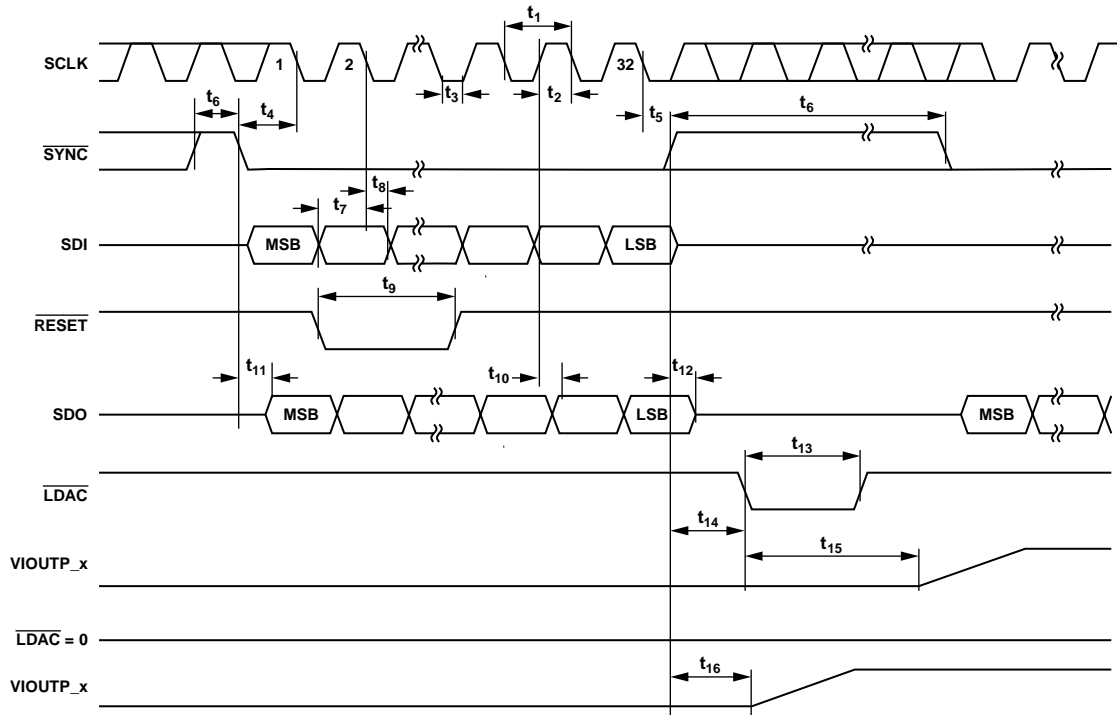 t1
SCLK
1
2
32
t3
t2
t6
t4
t5
t6
SYNC
t8
t7
SDI
MSB
LSB
t9
RESET
t11
t10
t12
SDO
MSB
LSB
MSB
t13
LDAC
t14
t15
VIOUTP_x
LDAC = 0
t16
VIOUTP_x